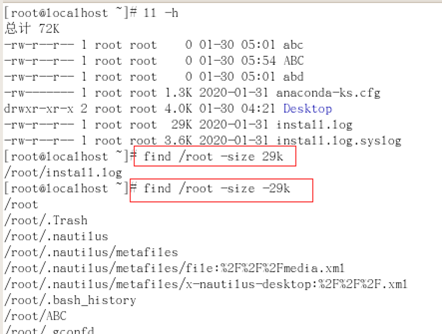 [root@localhost ~]# ll -h
总计 72K
-rw-r--r-- 1 root root    0 01-30 05:01 abc
-rw-r--r-- 1 root root    0 01-30 05:54 ABC
-rw-r--r-- 1 root root    0 01-30 05:01 abd
-rw------- 1 root root 1.3K 2020-01-31 anaconda-ks.cfg
drwxr-xr-x 2 root root 4.0K 01-30 04:21 Desktop
-rw-r--r-- 1 root root  29K 2020-01-31 install.log
-rw-r--r-- 1 root root 3.6K 2020-01-31 install.log.syslog
[root@localhost ~]# find /root -size 29k
/root/install.log
[root@localhost ~]# find /root -size -29k
/root
/root/.Trash
/root/.nautilus
/root/.nautilus/metafiles
/root/.nautilus/metafiles/file:%2F%2F%2Fmedia.xml
/root/.nautilus/metafiles/x-nautilus-desktop:%2F%2F%2F.xml
/root/.bash_history
/root/ABC
/root/.gconfd